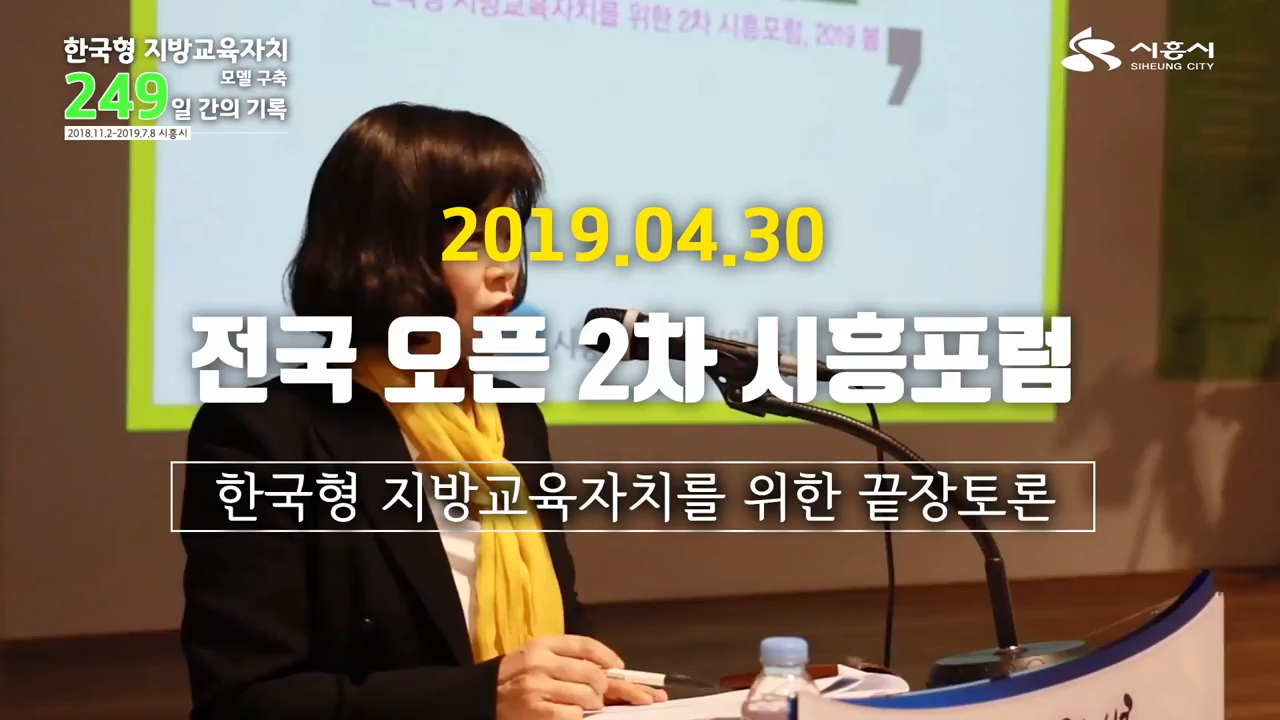 한국형 지방교육자치를 위한 2차 시흥포럼, 2019 봄
한국형 지방교육자치
모델 구축
249일 간의 기록
2018.11.2-2019.7.8 시흥시
시흥시
SIHEUNG CITY
2019.04.30
전국 오픈 2차 시흥포럼
한국형 지방교육자치를 위한 끝장토론